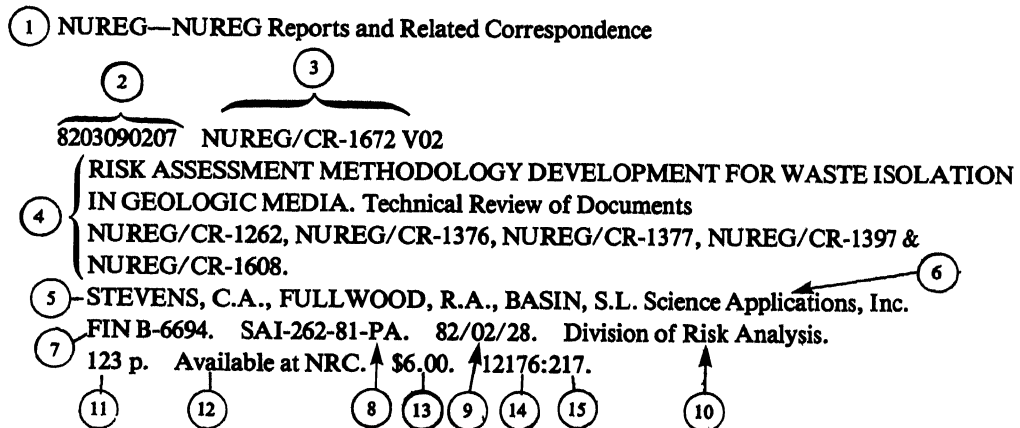 1 NUREG—NUREG Reports and Related Correspondence
2 3
8203090207 NUREG/CR-1672 V02
RISK ASSESSMENT METHODOLOGY DEVELOPMENT FOR WASTE ISOLATION
IN GEOLOGIC MEDIA. Technical Review of Documents
4 NUREG/CR-1262, NUREG/CR-1376, NUREG/CR-1377, NUREG/CR-1397 &
NUREG/CR-1608. 6
5 STEVENS, C.A., FULLWOOD, R.A., BASIN, S.L. Science Applications, Inc.
7 FIN B-6694. SAI-262-81-PA. 82/02/28. Division of Risk Analysis.
123 p. Available at NRC. $6.00. 12176:217.
11 12 8 13 9 14 15 10